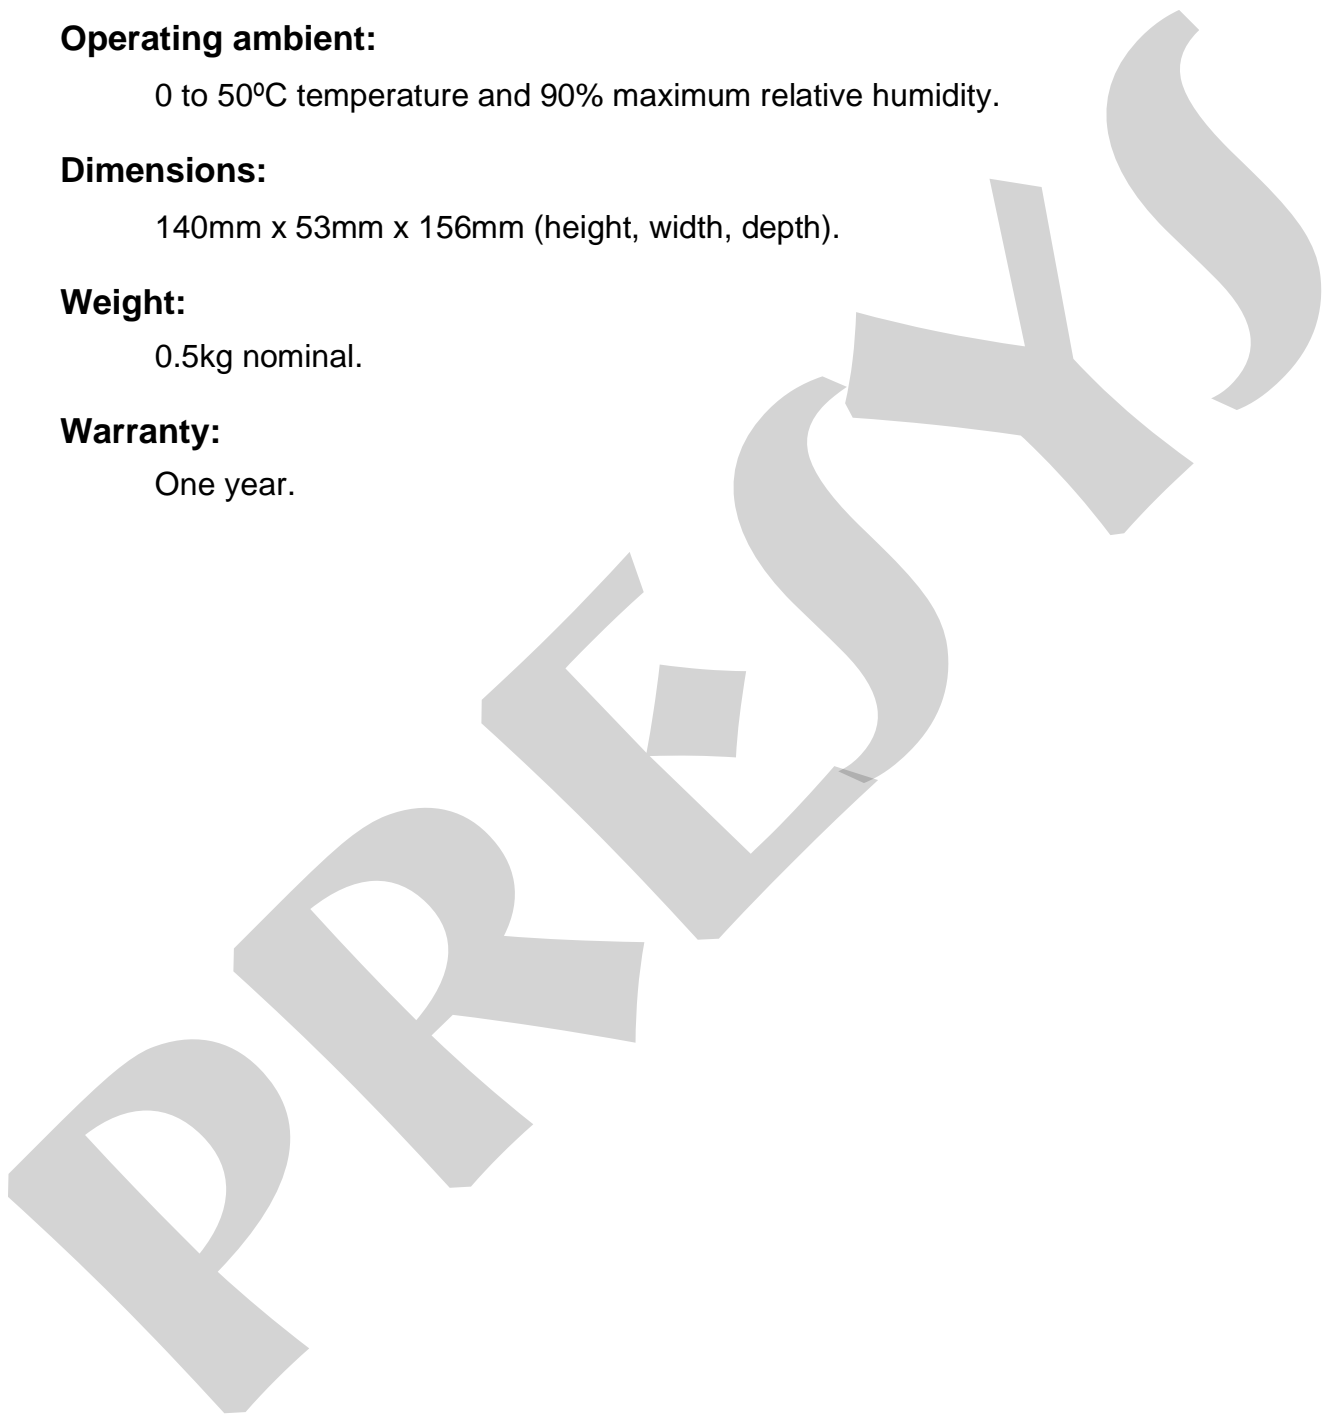 Operating ambient:
0 to 50ºC temperature and 90% maximum relative humidity.
Dimensions:
140mm x 53mm x 156mm (height, width, depth).
Weight:
0.5kg nominal.
Warranty:
One year.
PRESYS